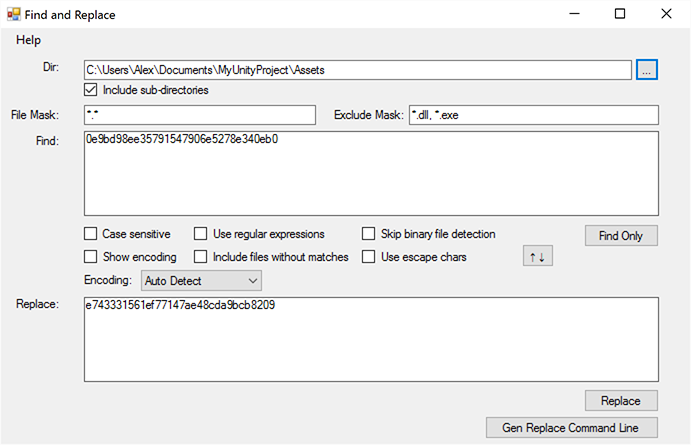 Find and Replace
Help
Dir: C:\Users\Alex\Documents\MyUnityProject\Assets ...
Include sub-directories
File Mask: *.* Exclude Mask: *.dll, *.exe
Find: 0e9bd98ee35791547906e5278e340eb0
Case sensitive Use regular expressions Skip binary file detection Find Only
Show encoding Include files without matches Use escape chars ↑↓
Encoding: Auto Detect
Replace: e743331561ef77147ae48cda9bcb8209
Replace
Gen Replace Command Line